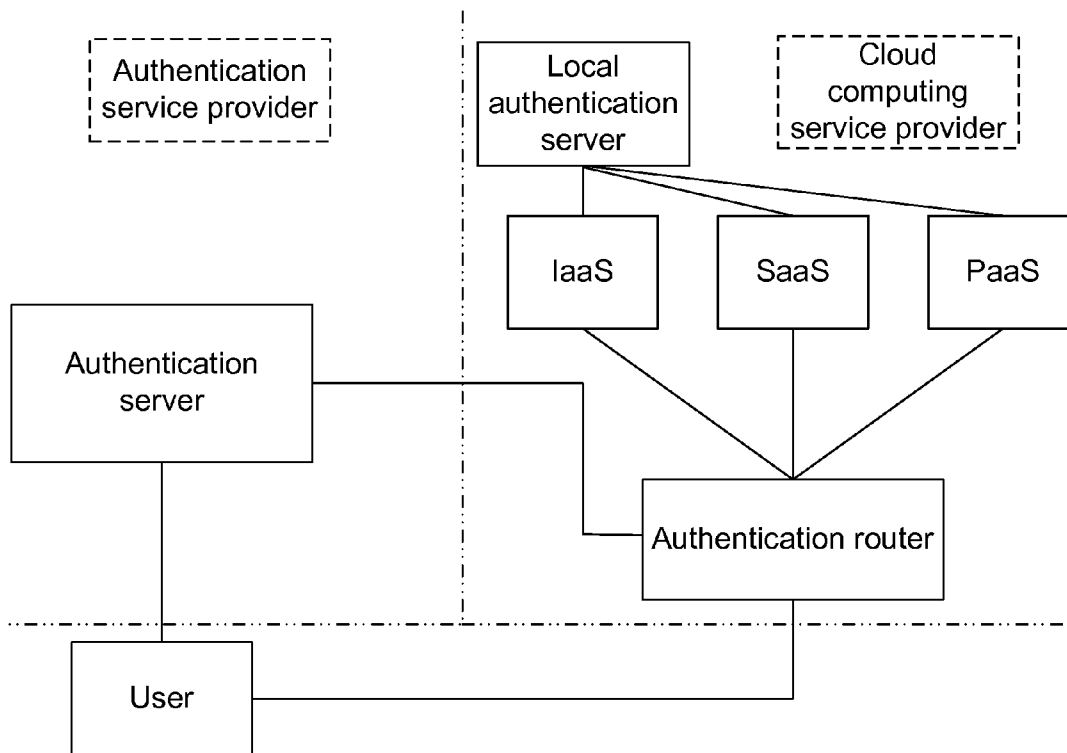 Authentication
service provider
Local
authentication
server
Cloud
computing
service provider
IaaS
SaaS
PaaS
Authentication
server
Authentication router
User